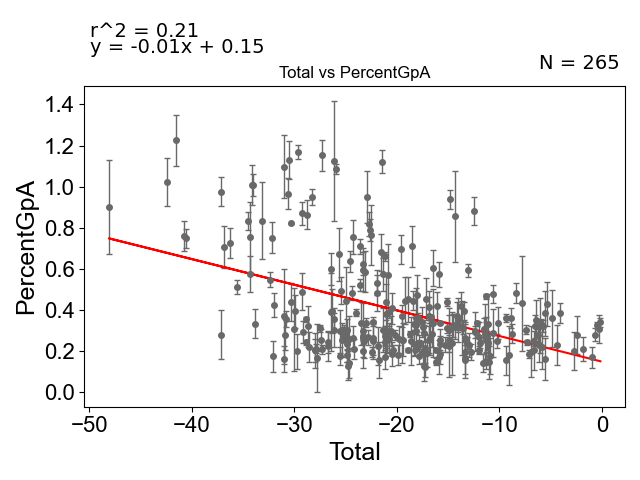 r^2 = 0.21
y = -0.01x + 0.15
N = 265
Total vs PercentGpA
PercentGpA
1.4
1.2
1.0
0.8
0.6
0.4
0.2
0.0
−50 −40 −30 −20 −10 0
Total